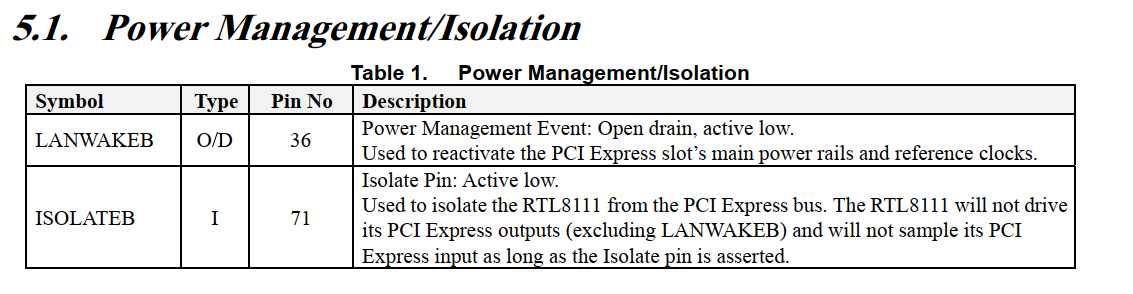 5.1. Power Management/Isolation
Table 1. Power Management/Isolation
Symbol Type Pin No Description
LANWAKEB O/D 36 Power Management Event: Open drain, active low.
Used to reactivate the PCI Express slot's main power rails and reference clocks.
ISOLATEB I 71 Isolate Pin: Active low.
Used to isolate the RTL8111 from the PCI Express bus. The RTL8111 will not drive
its PCI Express outputs (excluding LANWAKEB) and will not sample its PCI
Express input as long as the Isolate pin is asserted.